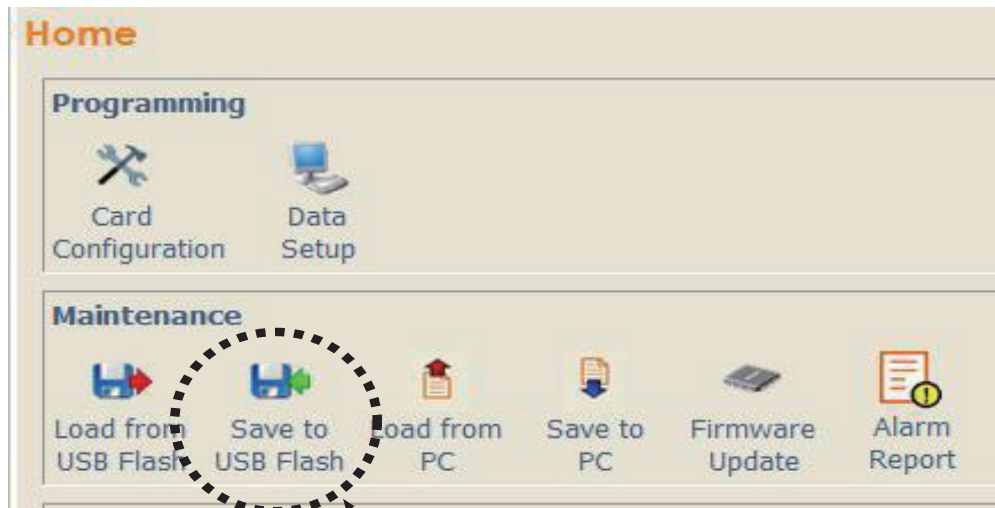 Home
Programming
Card Configuration
Data Setup
Maintenance
Load from USB Flash
Save to USB Flash
Load from PC
Save to PC
Firmware Update
Alarm Report